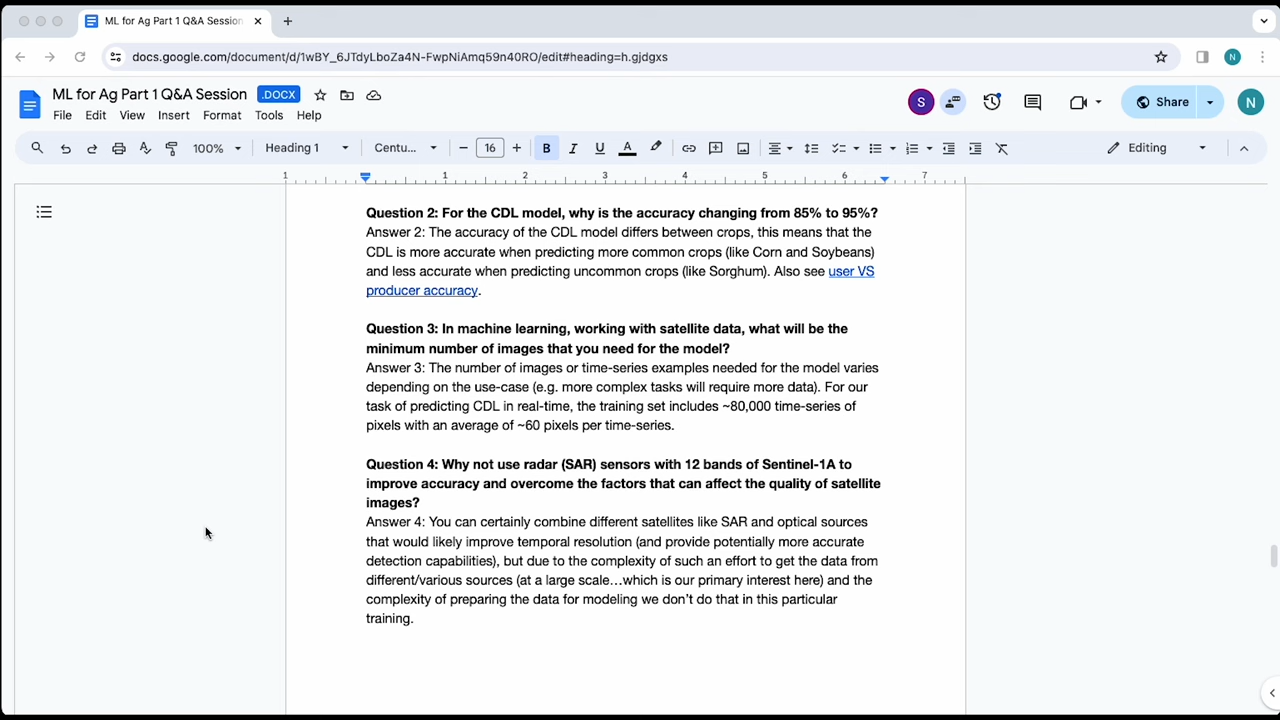 ML for Ag Part 1 Q&A Session
docs.google.com/document/d/1wBY_6JTdyLboZa4N-FwpNiAmq59n40RO/edit#heading=h.gjdgxs
N
ML for Ag Part 1 Q&A Session
.DOCX
File Edit View Insert Format Tools Help
S
Share
N
100%
Heading 1
Centu...
16
B
I
U
A
Editing
1 1 2 3 4 5 6 7
Question 2: For the CDL model, why is the accuracy changing from 85% to 95%?
Answer 2: The accuracy of the CDL model differs between crops, this means that the
CDL is more accurate when predicting more common crops (like Corn and Soybeans)
and less accurate when predicting uncommon crops (like Sorghum). Also see user VS
producer accuracy.
Question 3: In machine learning, working with satellite data, what will be the
minimum number of images that you need for the model?
Answer 3: The number of images or time-series examples needed for the model varies
depending on the use-case (e.g. more complex tasks will require more data). For our
task of predicting CDL in real-time, the training set includes ~80,000 time-series of
pixels with an average of ~60 pixels per time-series.
Question 4: Why not use radar (SAR) sensors with 12 bands of Sentinel-1A to
improve accuracy and overcome the factors that can affect the quality of satellite
images?
Answer 4: You can certainly combine different satellites like SAR and optical sources
that would likely improve temporal resolution (and provide potentially more accurate
detection capabilities), but due to the complexity of such an effort to get the data from
different/various sources (at a large scale…which is our primary interest here) and the
complexity of preparing the data for modeling we don't do that in this particular
training.